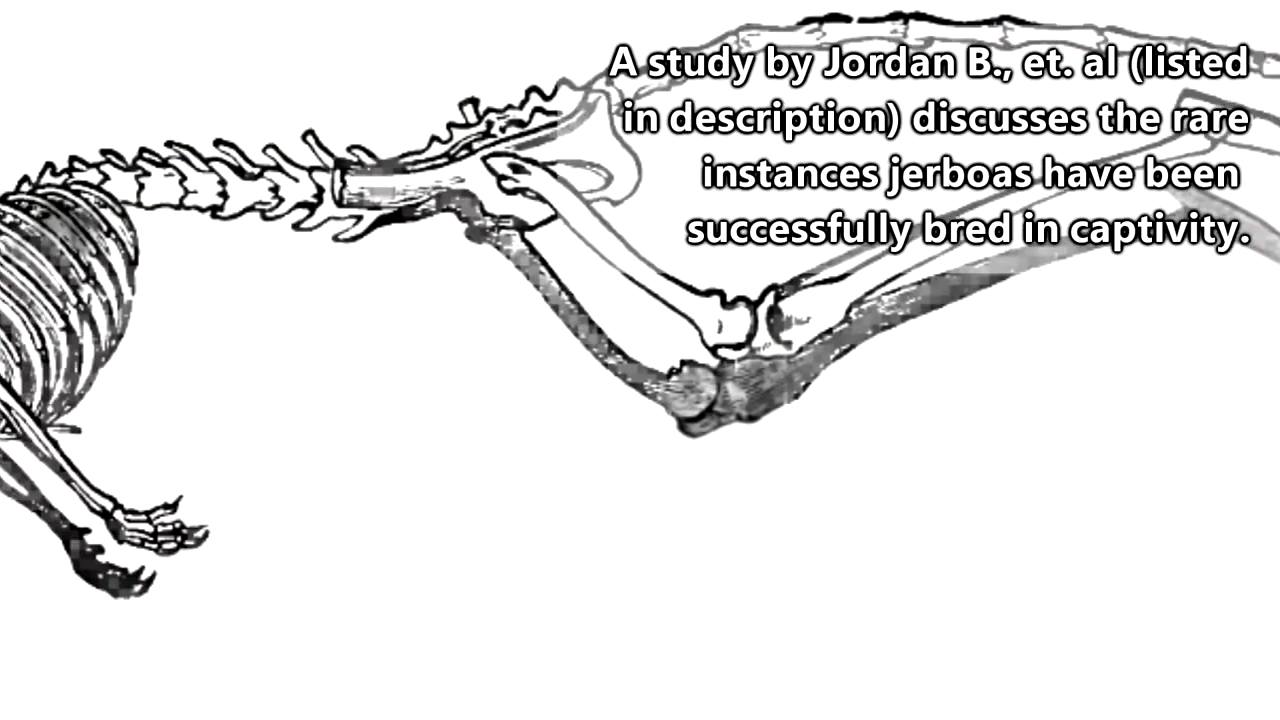 A study by Jordan B., et. al (listed
in description) discusses the rare
instances jerboas have been
successfully bred in captivity.